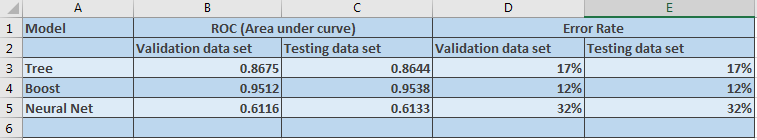 A B C D E
1 Model ROC (Area under curve) Error Rate
2 Validation data set Testing data set Validation data set Testing data set
3 Tree 0.8675 0.8644 17% 17%
4 Boost 0.9512 0.9538 12% 12%
5 Neural Net 0.6116 0.6133 32% 32%
6